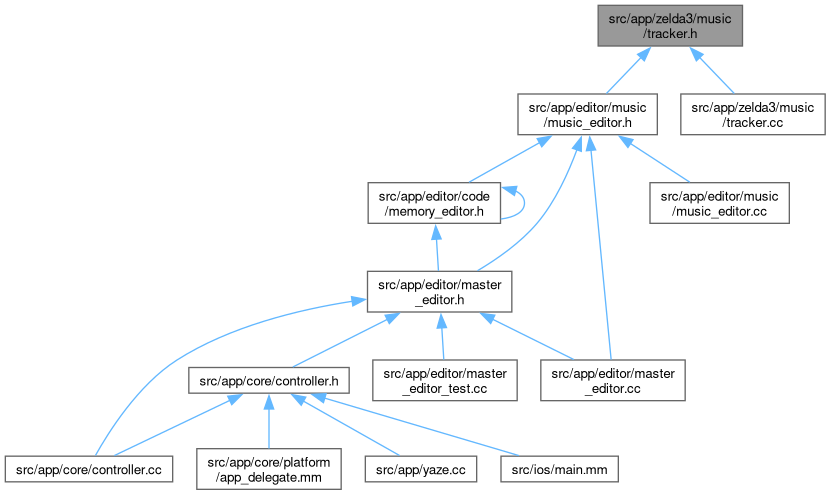 src/app/zelda3/music
/tracker.h
src/app/editor/music
/music_editor.h
src/app/zelda3/music
/tracker.cc
src/app/editor/code
/memory_editor.h
src/app/editor/music
/music_editor.cc
src/app/editor/master
_editor.h
src/app/core/controller.h
src/app/editor/master
_editor_test.cc
src/app/editor/master
_editor.cc
src/app/core/controller.cc
src/app/core/platform
/app_delegate.mm
src/app/yaze.cc
src/ios/main.mm